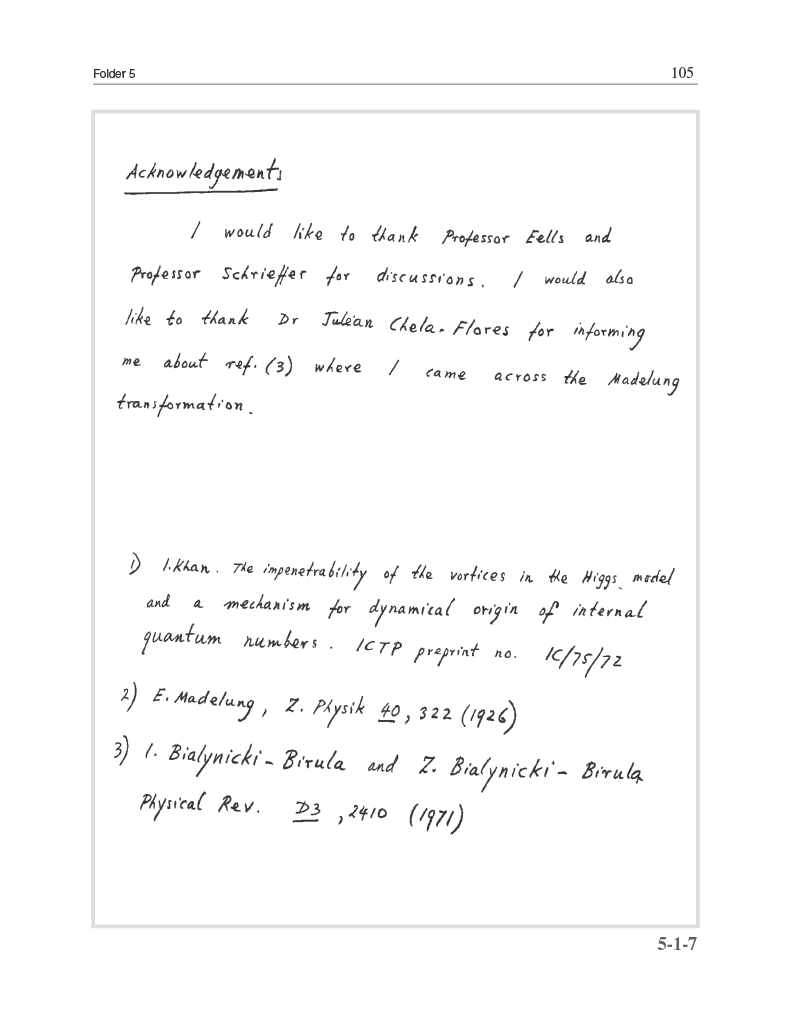 Folder 5
105
Acknowledgements
I would like to thank Professor Eells and
Professor Schrieffer for discussions. I would also
like to thank Dr Juleàn Chela-Flores for informing
me about ref. (3) where I came across the Madelung
transformation.
1) I. Khan. The impenetrability of the vortices in the Higgs model
and a mechanism for dynamical origin of internal
quantum numbers. ICTP preprint no. IC/75/72
2) E. Madelung, Z. Physik 40, 322 (1926)
3) I. Bialynicki-Birula and Z. Bialynicki-Birula
Physical Rev. D3, 2410 (1971)
5-1-7